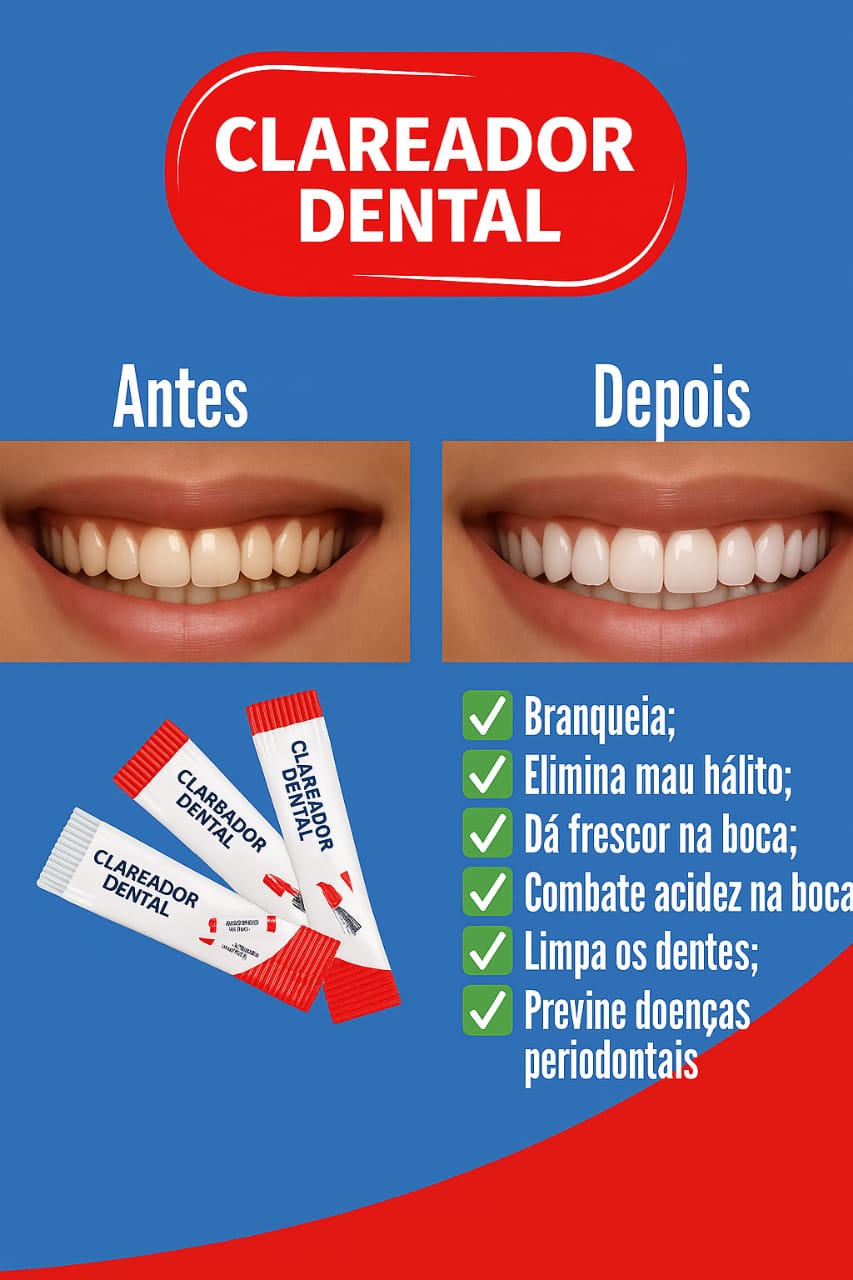 CLAREADOR
DENTAL
Antes
Depois
CLAREADOR
DENTAL
CLARBADOR
DENTAL
CLAREADOR
DENTAL
Branqueia;
Elimina mau hálito;
Dá frescor na boca;
Combate acidez na boca
Limpa os dentes;
Previne doenças
periodontais